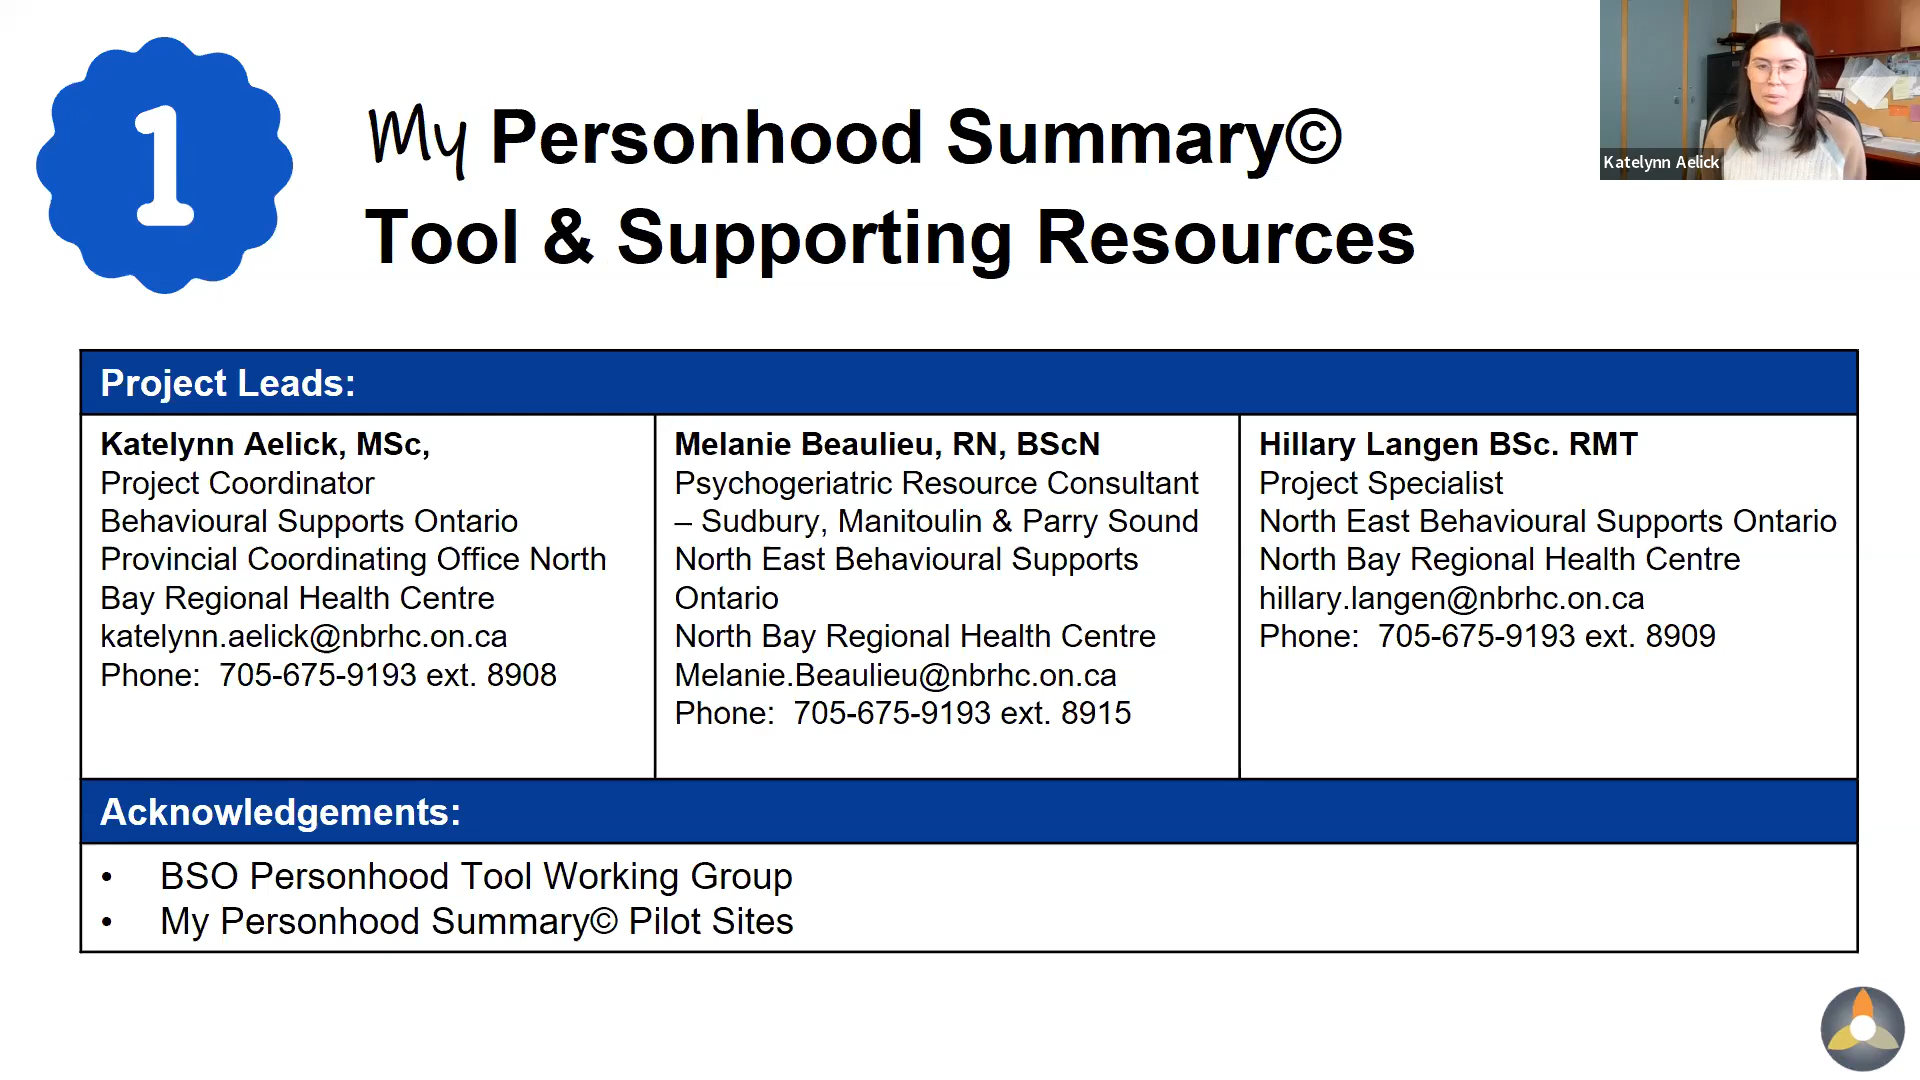 1
My Personhood Summary©
Tool & Supporting Resources
Katelynn Aelick
Project Leads:
Katelynn Aelick, MSc,
Project Coordinator
Behavioural Supports Ontario
Provincial Coordinating Office North
Bay Regional Health Centre
katelynn.aelick@nbrhc.on.ca
Phone:  705-675-9193 ext. 8908
Melanie Beaulieu, RN, BScN
Psychogeriatric Resource Consultant
– Sudbury, Manitoulin & Parry Sound
North East Behavioural Supports
Ontario
North Bay Regional Health Centre
Melanie.Beaulieu@nbrhc.on.ca
Phone:  705-675-9193 ext. 8915
Hillary Langen BSc. RMT
Project Specialist
North East Behavioural Supports Ontario
North Bay Regional Health Centre
hillary.langen@nbrhc.on.ca
Phone:  705-675-9193 ext. 8909
Acknowledgements:
• BSO Personhood Tool Working Group
• My Personhood Summary© Pilot Sites